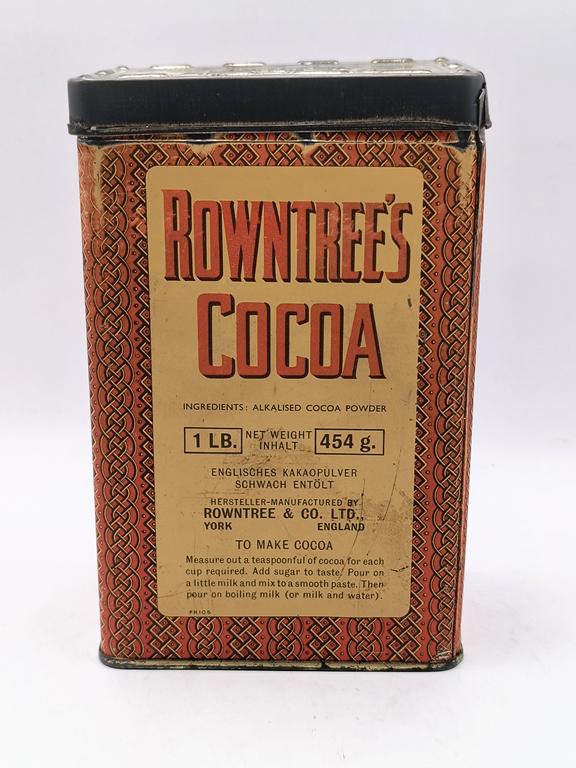 ROWNTREE'S
COCOA
INGREDIENTS: ALKALISED COCOA POWDER
1 LB. NET WEIGHT INHALT 454 g.
ENGLISCHES KAKAOPULVER
SCHWACH ENTÖLT
HERSTELLER-MANUFACTURED BY
ROWNTREE & CO. LTD.,
YORK ENGLAND
TO MAKE COCOA
Measure out a teaspoonful of cocoa for each
cup required. Add sugar to taste. Pour on
a little milk and mix to a smooth paste. Then
pour on boiling milk (or milk and water).